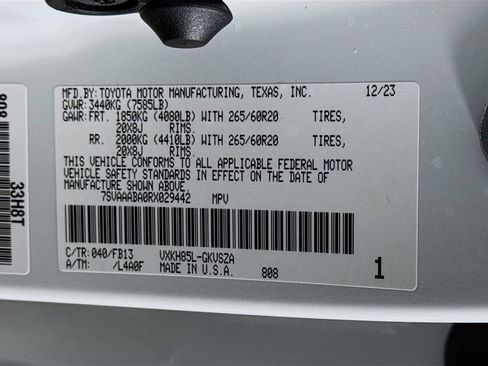 MFD.BY:TOYOTA MOTOR MANUFACTURING, TEXAS, INC. 12/23
GVWR:3440KG (7585LB)
GAWR:FRT. 1850KG (4080LB) WITH 265/60R20 TIRES,
20X8J RIMS.
RR. 2000KG (4410LB) WITH 265/60R20 TIRES,
20X8J RIMS.
THIS VEHICLE CONFORMS TO ALL APPLICABLE FEDERAL MOTOR
VEHICLE SAFETY STANDARDS IN EFFECT ON THE DATE OF
MANUFACTURE SHOWN ABOVE.
7SVAAABA0RX029442 MPV
C/TR:040/FB13 VXKH85L-GKVSZA
A/TM: /L4A0F MADE IN U.S.A. 808 1
808
33H8T